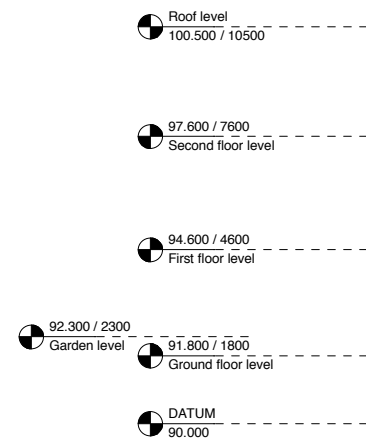 Roof level
100.500 / 10500
97.600 / 7600
Second floor level
94.600 / 4600
First floor level
92.300 / 2300
Garden level
91.800 / 1800
Ground floor level
DATUM
90.000